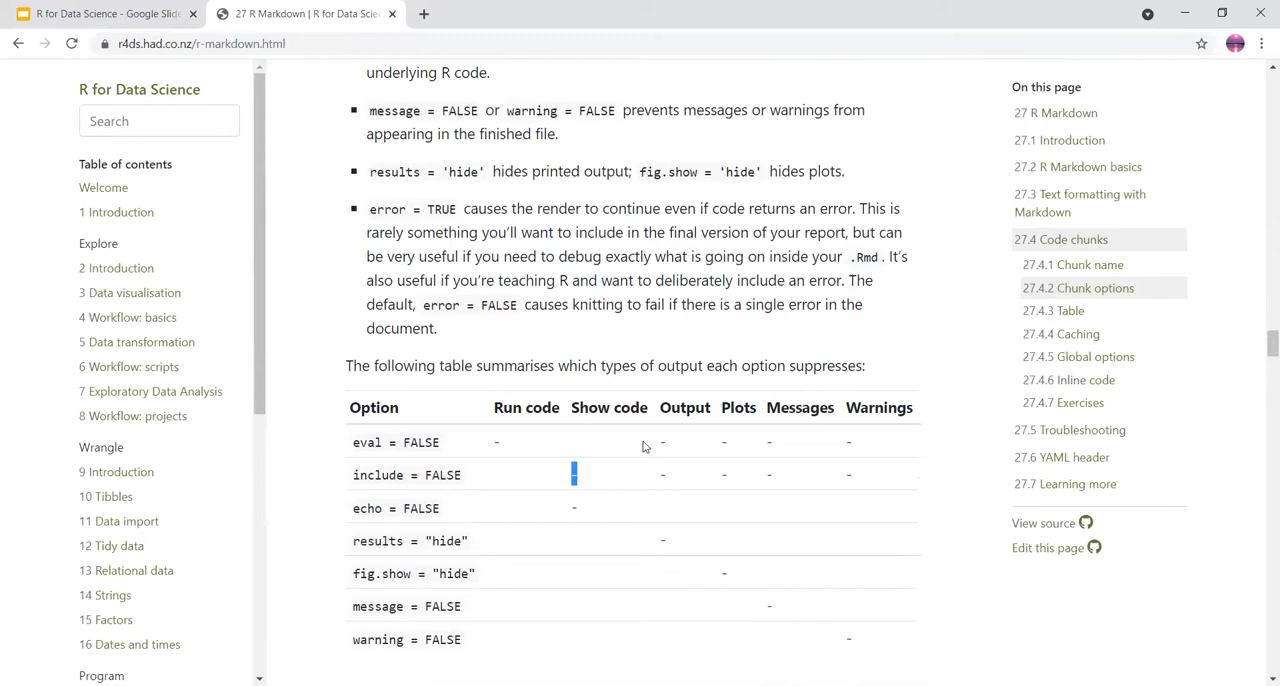 R for Data Science - Google Slide
27 R Markdown | R for Data Scien
r4ds.had.co.nz/r-markdown.html
R for Data Science
Search
Table of contents
Welcome
1 Introduction
Explore
2 Introduction
3 Data visualisation
4 Workflow: basics
5 Data transformation
6 Workflow: scripts
7 Exploratory Data Analysis
8 Workflow: projects
Wrangle
9 Introduction
10 Tibbles
11 Data import
12 Tidy data
13 Relational data
14 Strings
15 Factors
16 Dates and times
Program
underlying R code.
▪ message = FALSE or warning = FALSE prevents messages or warnings from
appearing in the finished file.
▪ results = 'hide' hides printed output; fig.show = 'hide' hides plots.
▪ error = TRUE causes the render to continue even if code returns an error. This is
rarely something you'll want to include in the final version of your report, but can
be very useful if you need to debug exactly what is going on inside your .Rmd. It's
also useful if you're teaching R and want to deliberately include an error. The
default, error = FALSE causes knitting to fail if there is a single error in the
document.
The following table summarises which types of output each option suppresses:
Option Run code Show code Output Plots Messages Warnings
eval = FALSE - - - - -
include = FALSE - - - - -
echo = FALSE -
results = "hide" -
fig.show = "hide" -
message = FALSE -
warning = FALSE -
On this page
27 R Markdown
27.1 Introduction
27.2 R Markdown basics
27.3 Text formatting with
Markdown
27.4 Code chunks
27.4.1 Chunk name
27.4.2 Chunk options
27.4.3 Table
27.4.4 Caching
27.4.5 Global options
27.4.6 Inline code
27.4.7 Exercises
27.5 Troubleshooting
27.6 YAML header
27.7 Learning more
View source
Edit this page